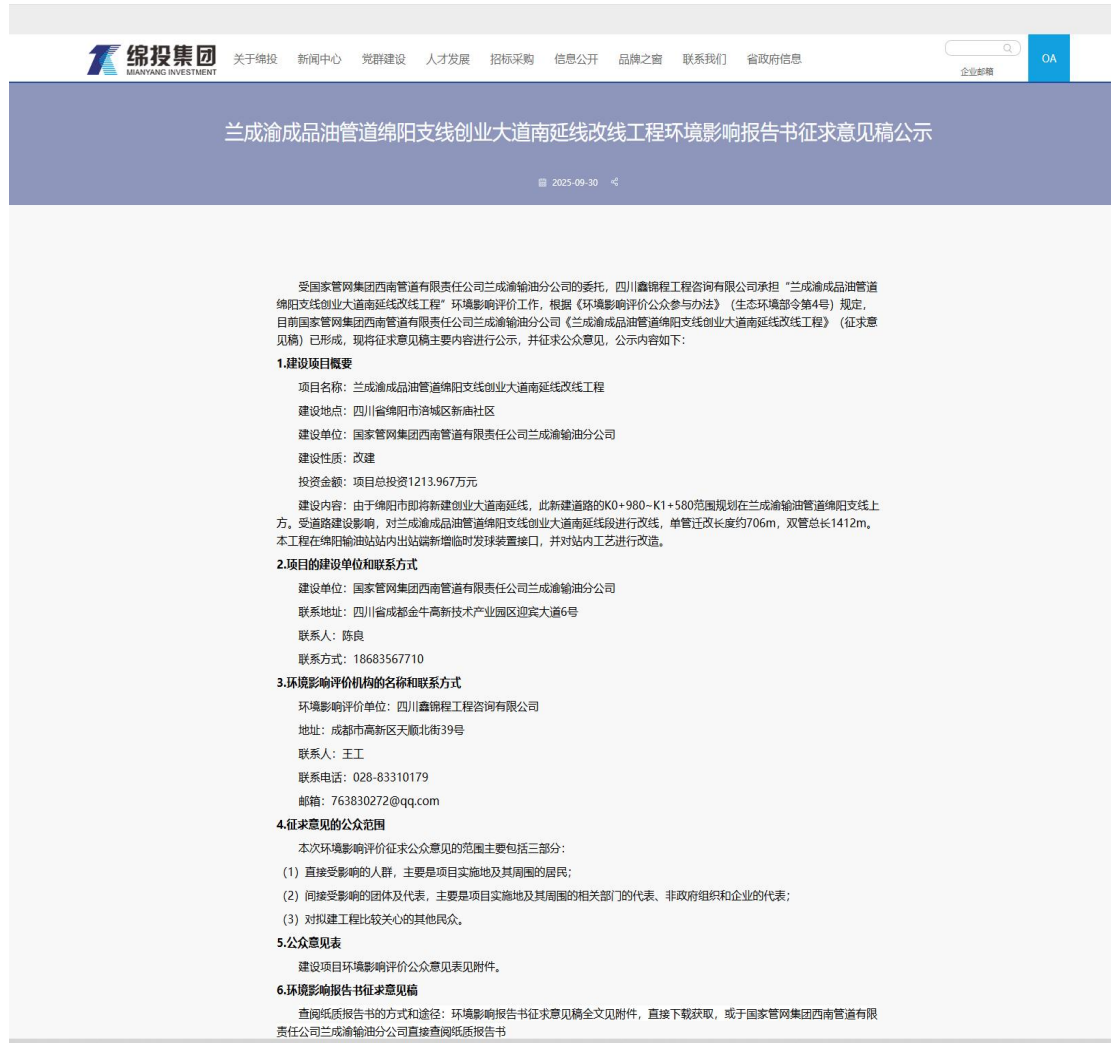 绵投集团
MIANYANG INVESTMENT
关于绵投 新闻中心 党群建设 人才发展 招标采购 信息公开 品牌之窗 联系我们 省政府信息
企业邮箱
OA
兰成渝成品油管道绵阳支线创业大道南延线改线工程环境影响报告书征求意见稿公示
2025-09-30
受国家管网集团西南管道有限责任公司兰成渝输油分公司的委托，四川鑫锦程工程咨询有限公司承担“兰成渝成品油管道
绵阳支线创业大道南延线改线工程”环境影响评价工作，根据《环境影响评价公众参与办法》（生态环境部令第4号）规定，
目前国家管网集团西南管道有限责任公司兰成渝输油分公司《兰成渝成品油管道绵阳支线创业大道南延线改线工程》（征求意
见稿）已形成，现将征求意见稿主要内容进行公示，并征求公众意见，公示内容如下：
1.建设项目概要
项目名称：兰成渝成品油管道绵阳支线创业大道南延线改线工程
建设地点：四川省绵阳市涪城区新庙社区
建设单位：国家管网集团西南管道有限责任公司兰成渝输油分公司
建设性质：改建
投资金额：项目总投资1213.967万元
建设内容：由于绵阳市即将新建创业大道南延线，此新建道路的K0+980~K1+580范围规划在兰成渝输油管道绵阳支线上
方。受道路建设影响，对兰成渝成品油管道绵阳支线创业大道南延线段进行改线，单管迁改长度约706m，双管总长1412m。
本工程在绵阳输油站站内出站端新增临时发球装置接口，并对站内工艺进行改造。
2.项目的建设单位和联系方式
建设单位：国家管网集团西南管道有限责任公司兰成渝输油分公司
联系地址：四川省成都金牛高新技术产业园区迎宾大道6号
联系人：陈良
联系方式：18683567710
3.环境影响评价机构的名称和联系方式
环境影响评价单位：四川鑫锦程工程咨询有限公司
地址：成都市高新区天顺北街39号
联系人：王工
联系电话：028-83310179
邮箱：763830272@qq.com
4.征求意见的公众范围
本次环境影响评价征求公众意见的范围主要包括三部分：
（1）直接受影响的人群，主要是项目实施地及其周围的居民；
（2）间接受影响的团体及代表，主要是项目实施地及其周围的相关部门的代表、非政府组织和企业的代表；
（3）对拟建工程比较关心的其他民众。
5.公众意见表
建设项目环境影响评价公众意见表见附件。
6.环境影响报告书征求意见稿
查阅纸质报告书的方式和途径：环境影响报告书征求意见稿全文见附件，直接下载获取，或于国家管网集团西南管道有限
责任公司兰成渝输油分公司直接查阅纸质报告书